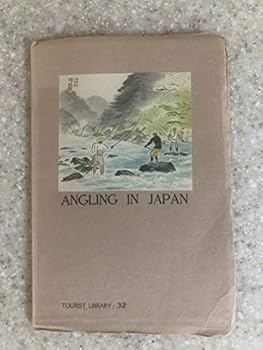 ANGLING IN JAPAN
TOURIST LIBRARY : 32